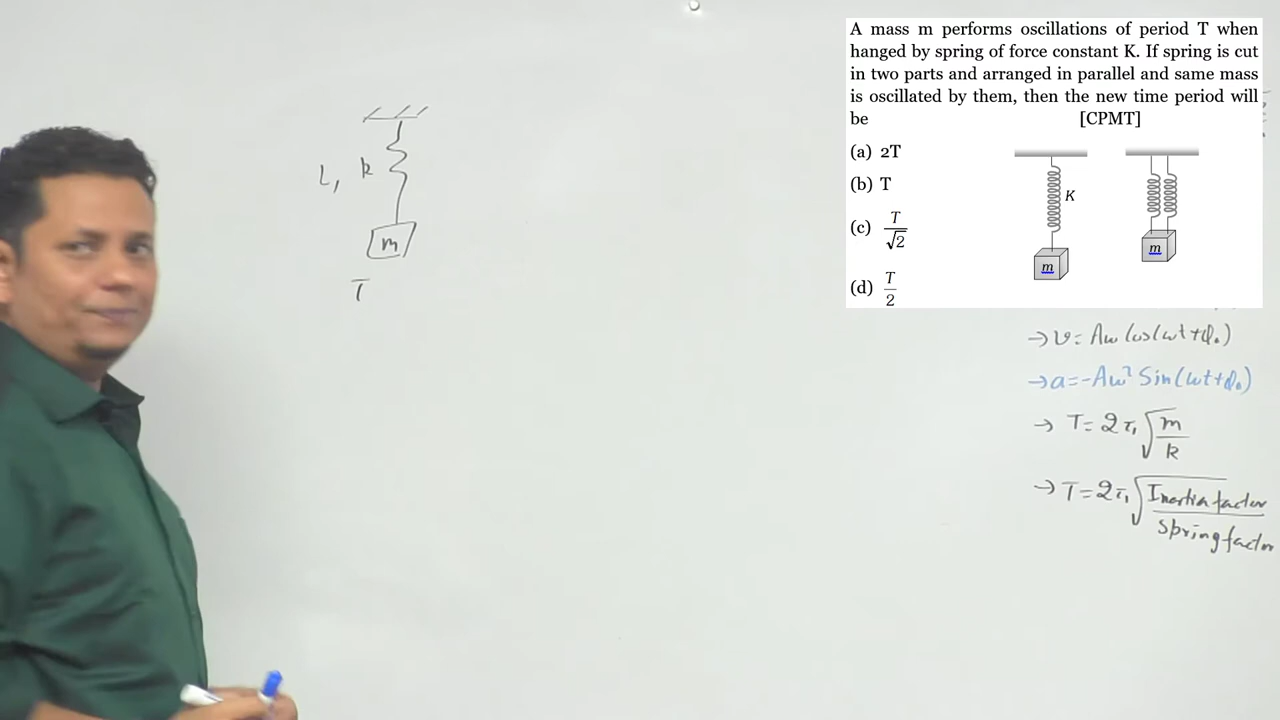 A mass m performs oscillations of period T when
hanged by spring of force constant K. If spring is cut
in two parts and arranged in parallel and same mass
is oscillated by them, then the new time period will
be [CPMT]
(a) 2T
(b) T
(c) T/√2
(d) T/2
K
m
m
L, k
m
T
→ v = Aω Cos(ωt+φ₀)
→ a = -Aω² Sin(ωt+φ₀)
→ T = 2π √(m/k)
→ T = 2π √(Inertia factor/Spring factor)